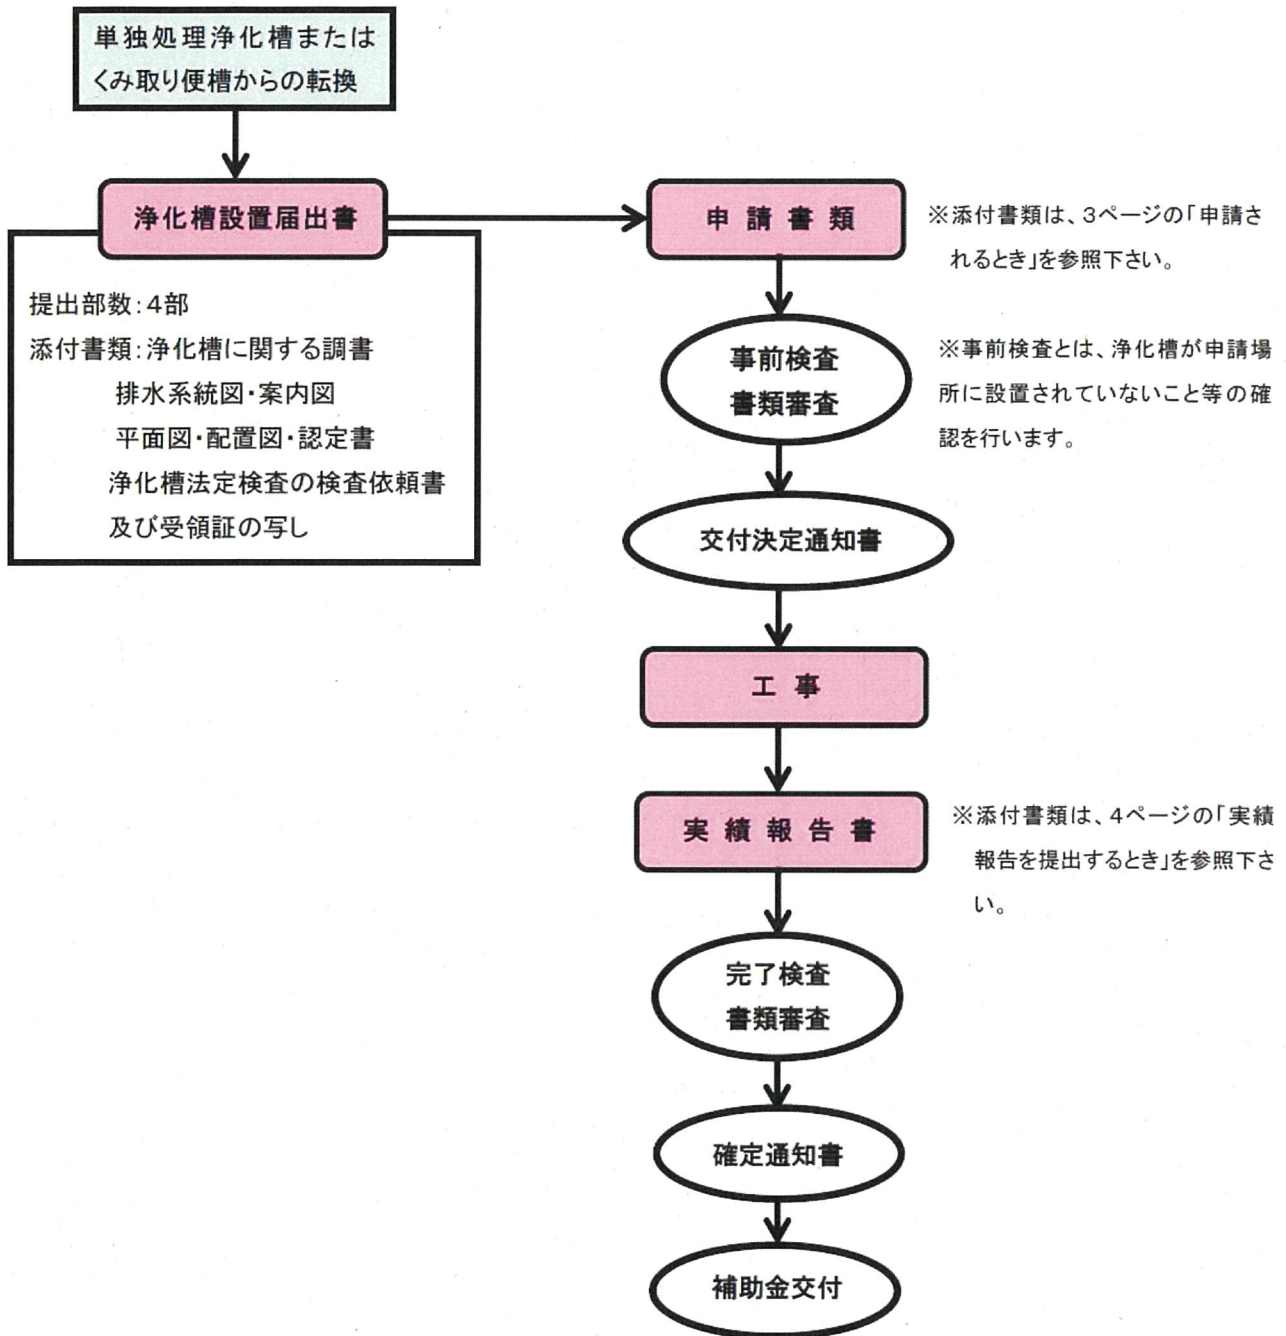 単独処理浄化槽または
くみ取り便槽からの転換
浄化槽設置届出書
提出部数:4部
添付書類:浄化槽に関する調書
排水系統図・案内図
平面図・配置図・認定書
浄化槽法定検査の検査依頼書
及び受領証の写し
申請書類
※添付書類は、3ページの「申請さ
れるとき」を参照下さい。
事前検査
書類審査
※事前検査とは、浄化槽が申請場
所に設置されていないこと等の確
認を行います。
交付決定通知書
工事
実績報告書
※添付書類は、4ページの「実績
報告を提出するとき」を参照下さ
い。
完了検査
書類審査
確定通知書
補助金交付